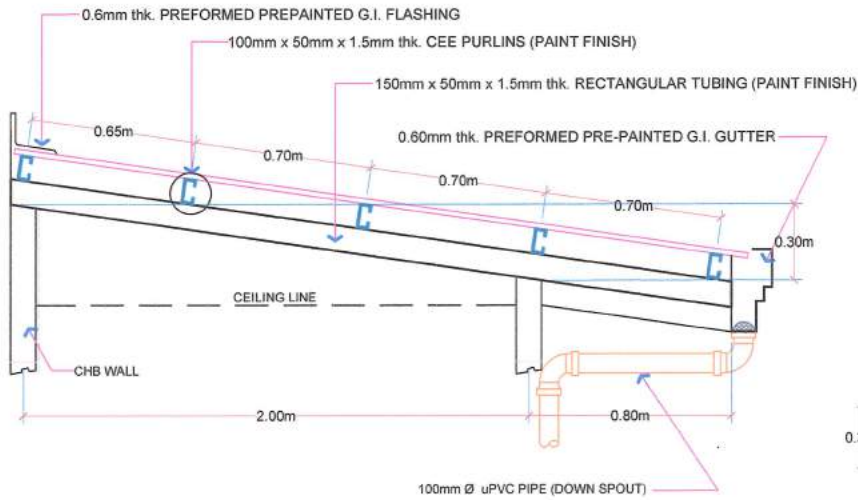 0.6mm thk. PREFORMED PREPAINTED G.I. FLASHING
100mm x 50mm x 1.5mm thk. CEE PURLINS (PAINT FINISH)
150mm x 50mm x 1.5mm thk. RECTANGULAR TUBING (PAINT FINISH)
0.65m
0.60mm thk. PREFORMED PRE-PAINTED G.I. GUTTER
0.70m
0.70m
0.70m
0.30m
CEILING LINE
CHB WALL
2.00m
0.80m
100mm Ø uPVC PIPE (DOWN SPOUT)